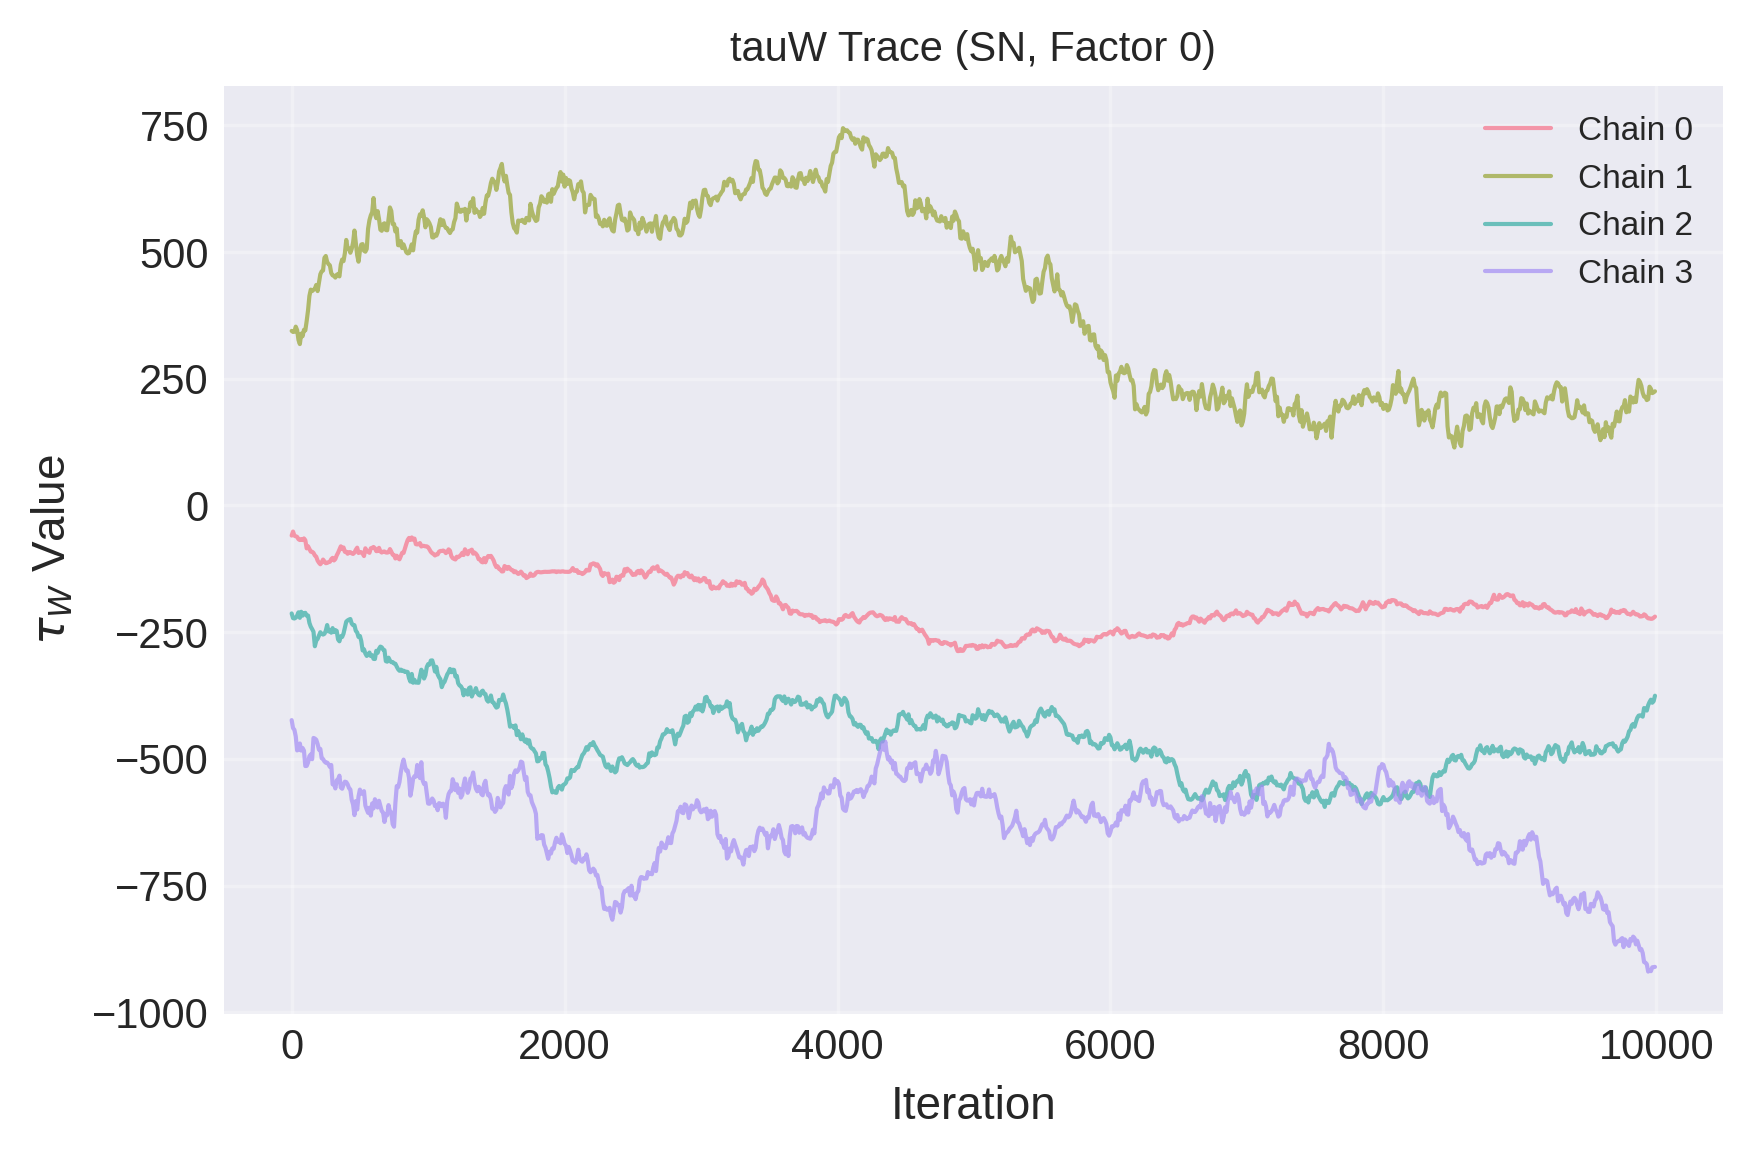 tauW Trace (SN, Factor 0)
Chain 0
Chain 1
Chain 2
Chain 3
750
500
250
0
−250
−500
−750
−1000
τW Value
0 2000 4000 6000 8000 10000
Iteration